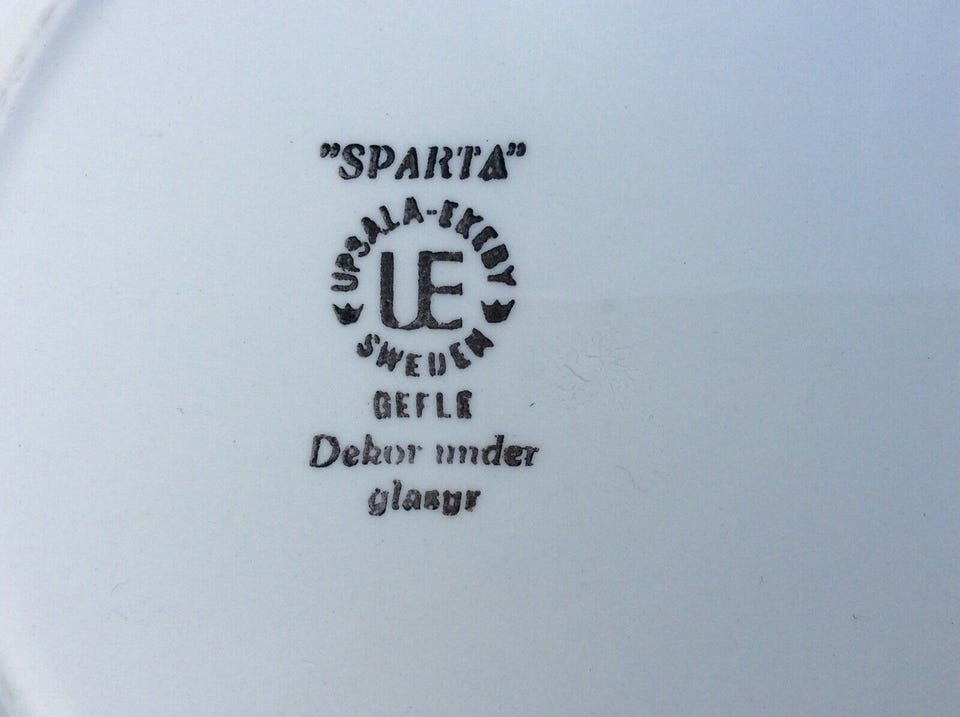 "SPARTA"
UPSALA-EKEBY
UE
SWEDEN
GEFLE
Dekor under
glasyr